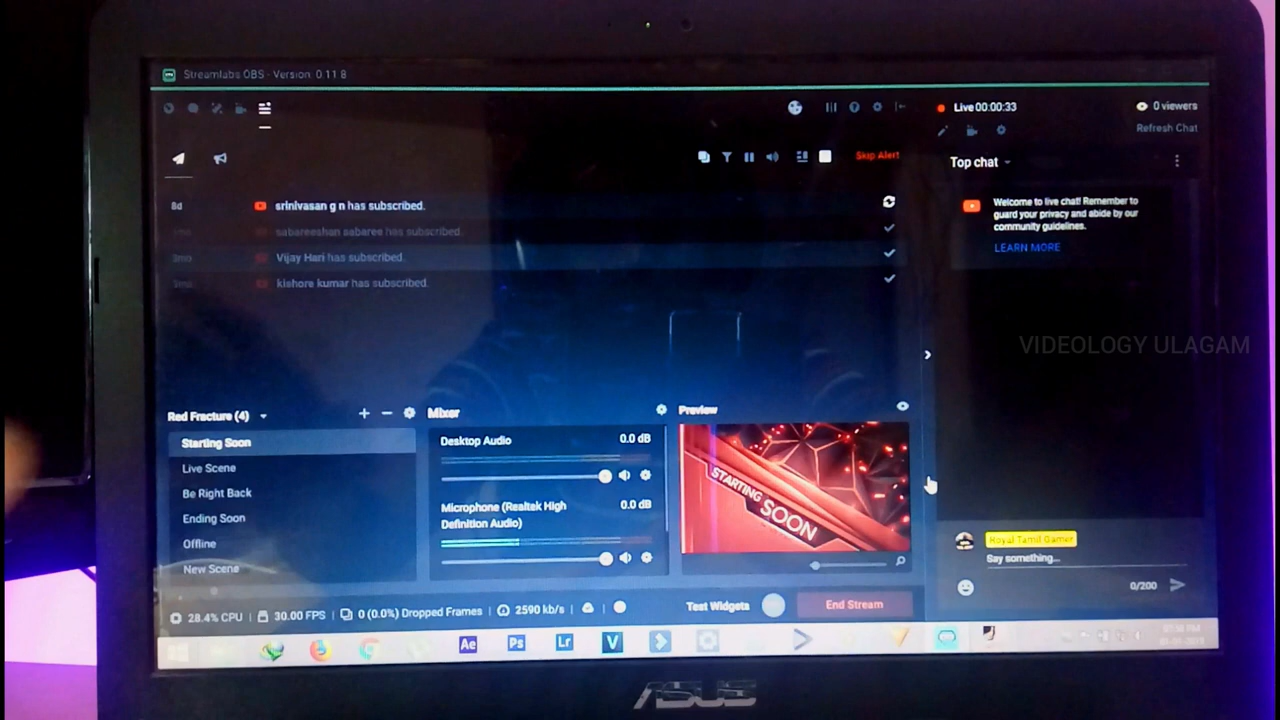 Streamlabs OBS - Version 0.11.8
Live 00:00:33
0 viewers
Refresh Chat
Skip Alert
Top chat
8d
srinivasan g n has subscribed.
sabareeshan sabaree has subscribed.
3mo
Vijay Hari has subscribed.
kishore kumar has subscribed.
Welcome to live chat! Remember to
guard your privacy and abide by our
community guidelines.
LEARN MORE
VIDEOLOGY ULAGAM
Red Fracture (4)
Starting Soon
Live Scene
Be Right Back
Ending Soon
Offline
New Scene
Mixer
Desktop Audio
0.0 dB
Microphone (Realtek High
Definition Audio)
0.0 dB
Preview
STARTING
SOON
Royal Tamil Gamer
Say something...
0/200
28.4% CPU
30.00 FPS
0 (0.0%) Dropped Frames
2590 kb/s
Test Widgets
End Stream
Ae
Ps
Lr
V
ASUS